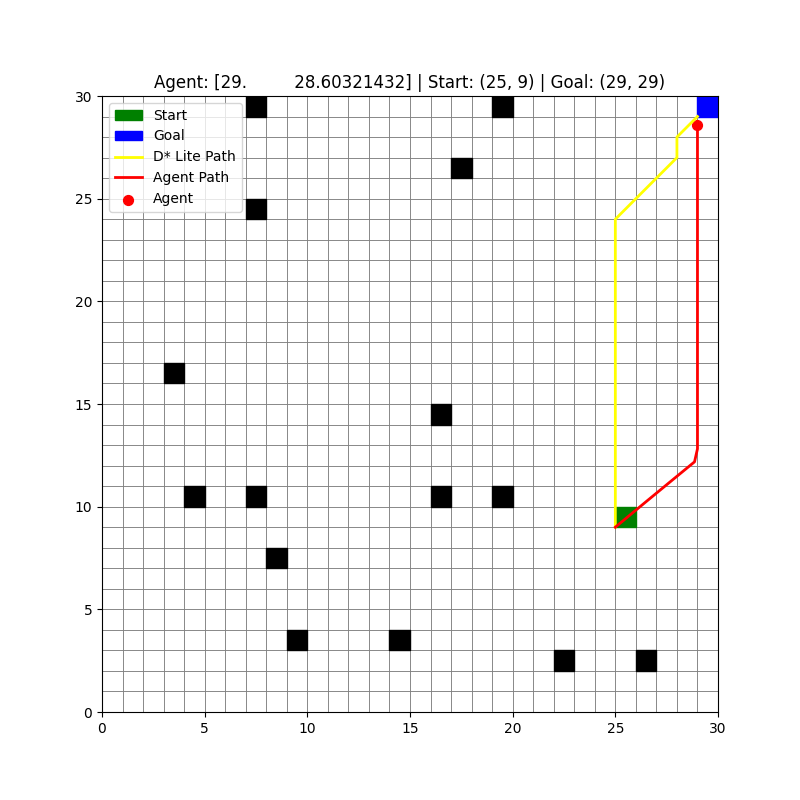 Agent: [29.         28.60321432] | Start: (25, 9) | Goal: (29, 29)
Start
Goal
D* Lite Path
Agent Path
Agent
30
25
20
15
10
5
0
0 5 10 15 20 25 30